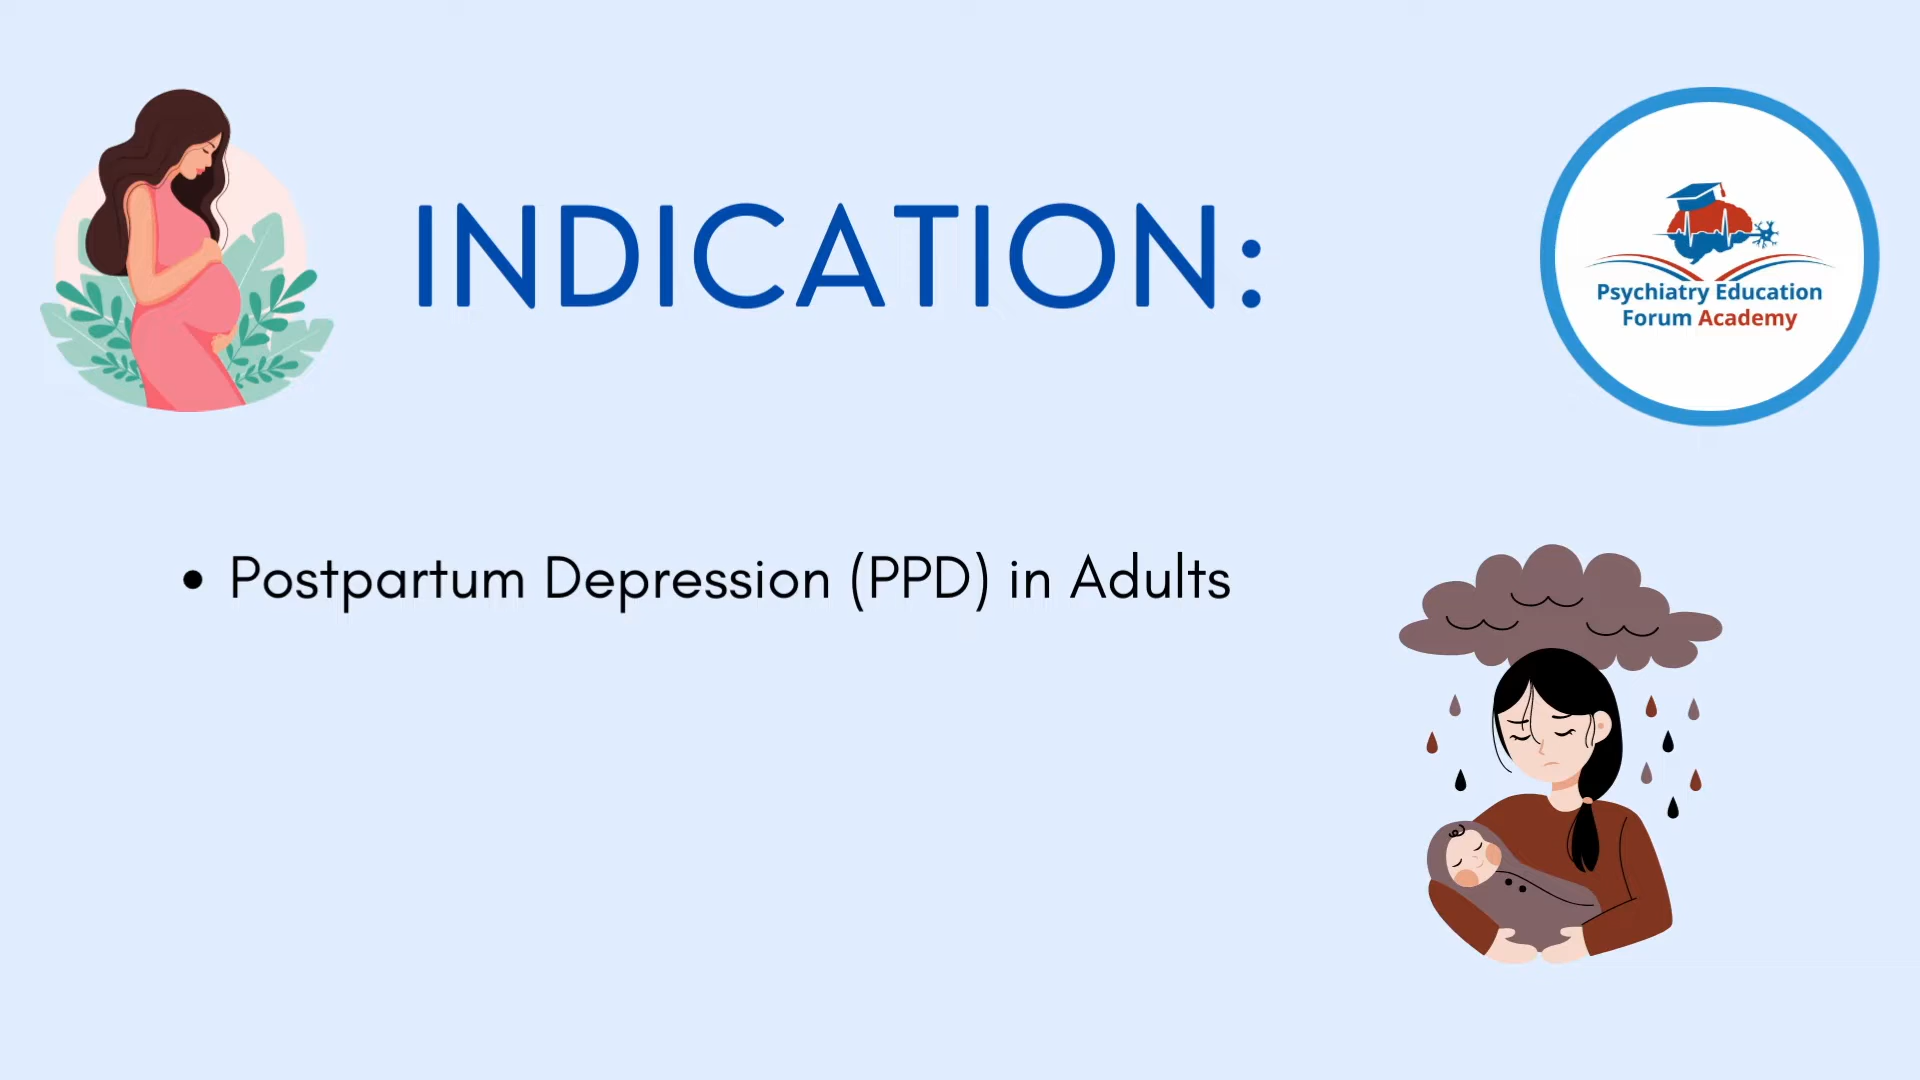 INDICATION:
Psychiatry Education
Forum Academy
• Postpartum Depression (PPD) in Adults